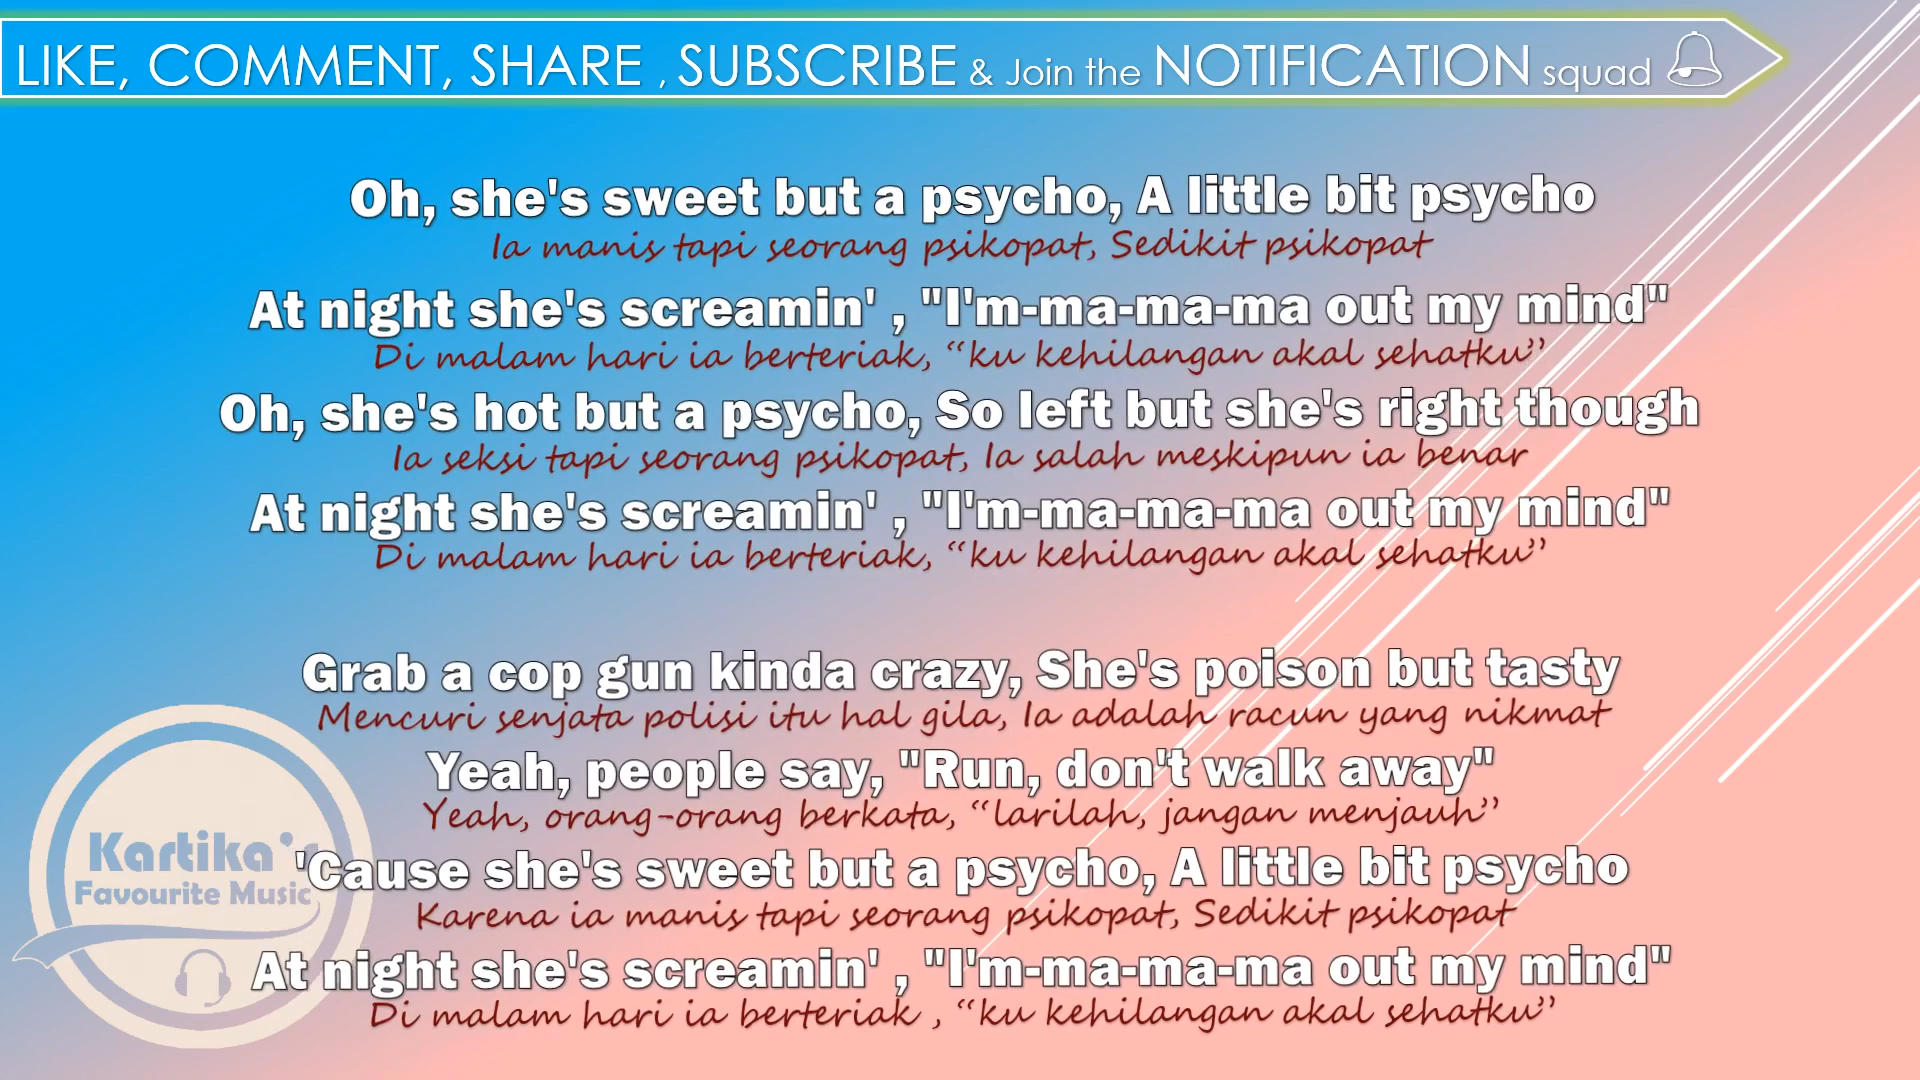 LIKE, COMMENT, SHARE , SUBSCRIBE & Join the NOTIFICATION squad
Oh, she's sweet but a psycho, A little bit psycho
Ia manis tapi seorang psikopat, Sedikit psikopat
At night she's screamin' , "I'm-ma-ma-ma out my mind"
Di malam hari ia berteriak, “ku kehilangan akal sehatku”
Oh, she's hot but a psycho, So left but she's right though
Ia seksi tapi seorang psikopat, Ia salah meskipun ia benar
At night she's screamin' , "I'm-ma-ma-ma out my mind"
Di malam hari ia berteriak, “ku kehilangan akal sehatku”
Grab a cop gun kinda crazy, She's poison but tasty
Mencuri senjata polisi itu hal gila, Ia adalah racun yang nikmat
Yeah, people say, "Run, don't walk away"
Yeah, orang-orang berkata, “larilah, jangan menjauh”
'Cause she's sweet but a psycho, A little bit psycho
Karena ia manis tapi seorang psikopat, Sedikit psikopat
At night she's screamin' , "I'm-ma-ma-ma out my mind"
Di malam hari ia berteriak , “ku kehilangan akal sehatku”
Kartika's
Favourite Music